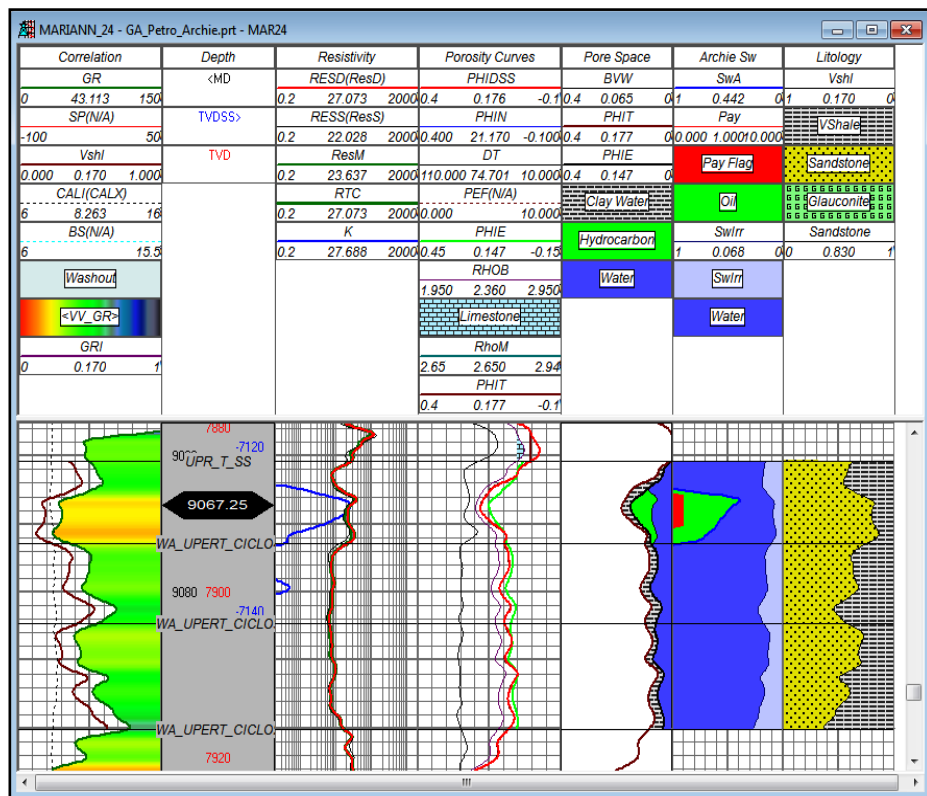 MARIANN_24 - GA_Petro_Archie.prt - MAR24
Correlation Depth Resistivity Porosity Curves Pore Space Archie Sw Litology
GR <MD RESD(ResD) PHIDSS BVW SwA Vshl
0 43.113 150 0.2 27.073 2000 0.4 0.176 -0.1 0.4 0.065 0 1 0.442 0 1 0.170 0
SP(N/A) TVDSS> RESS(ResS) PHIN PHIT Pay VShale
-100 50 0.2 22.028 2000 0.400 21.170 -0.100 0.4 0.177 0 0.000 1.000 10.000
Vshl TVD ResM DT PHIE Pay Flag Sandstone
0.000 0.170 1.000 0.2 23.637 2000 110.000 74.701 10.000 0.4 0.147 0
CALI(CALX) RTC PEF(N/A) Clay Water Oil Glauconite
6 8.263 16 0.2 27.073 2000 0.000 10.000
BS(N/A) K PHIE Hydrocarbon SwIrr Sandstone
6 15.5 0.2 27.688 2000 0.45 0.147 -0.15 1 0.068 0 0 0.830 1
Washout RHOB Water SwIrr
1.950 2.360 2.950
<VV_GR> Limestone Water
GRI RhoM
0 0.170 1 2.65 2.650 2.94
PHIT
0.4 0.177 -0.1
7880
-7120
UPR_T_SS
9067.25
WA_UPERT_CICLO
9080 7900
-7140
WA_UPERT_CICLO
WA_UPERT_CICLO
7920